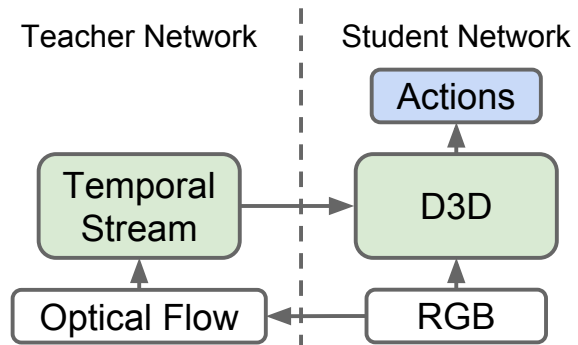 Teacher Network
Student Network
Actions
Temporal
Stream
D3D
Optical Flow
RGB